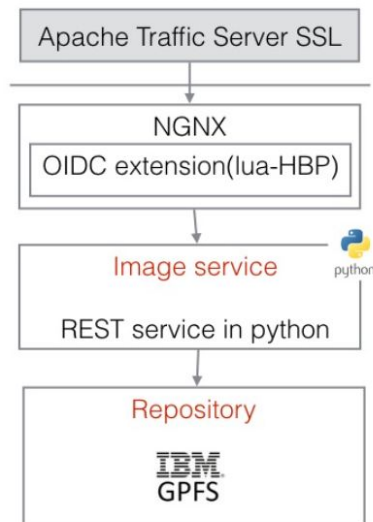 Apache Traffic Server SSL
NGNX
OIDC extension(lua-HBP)
python
Image service
REST service in python
Repository
IBM
GPFS